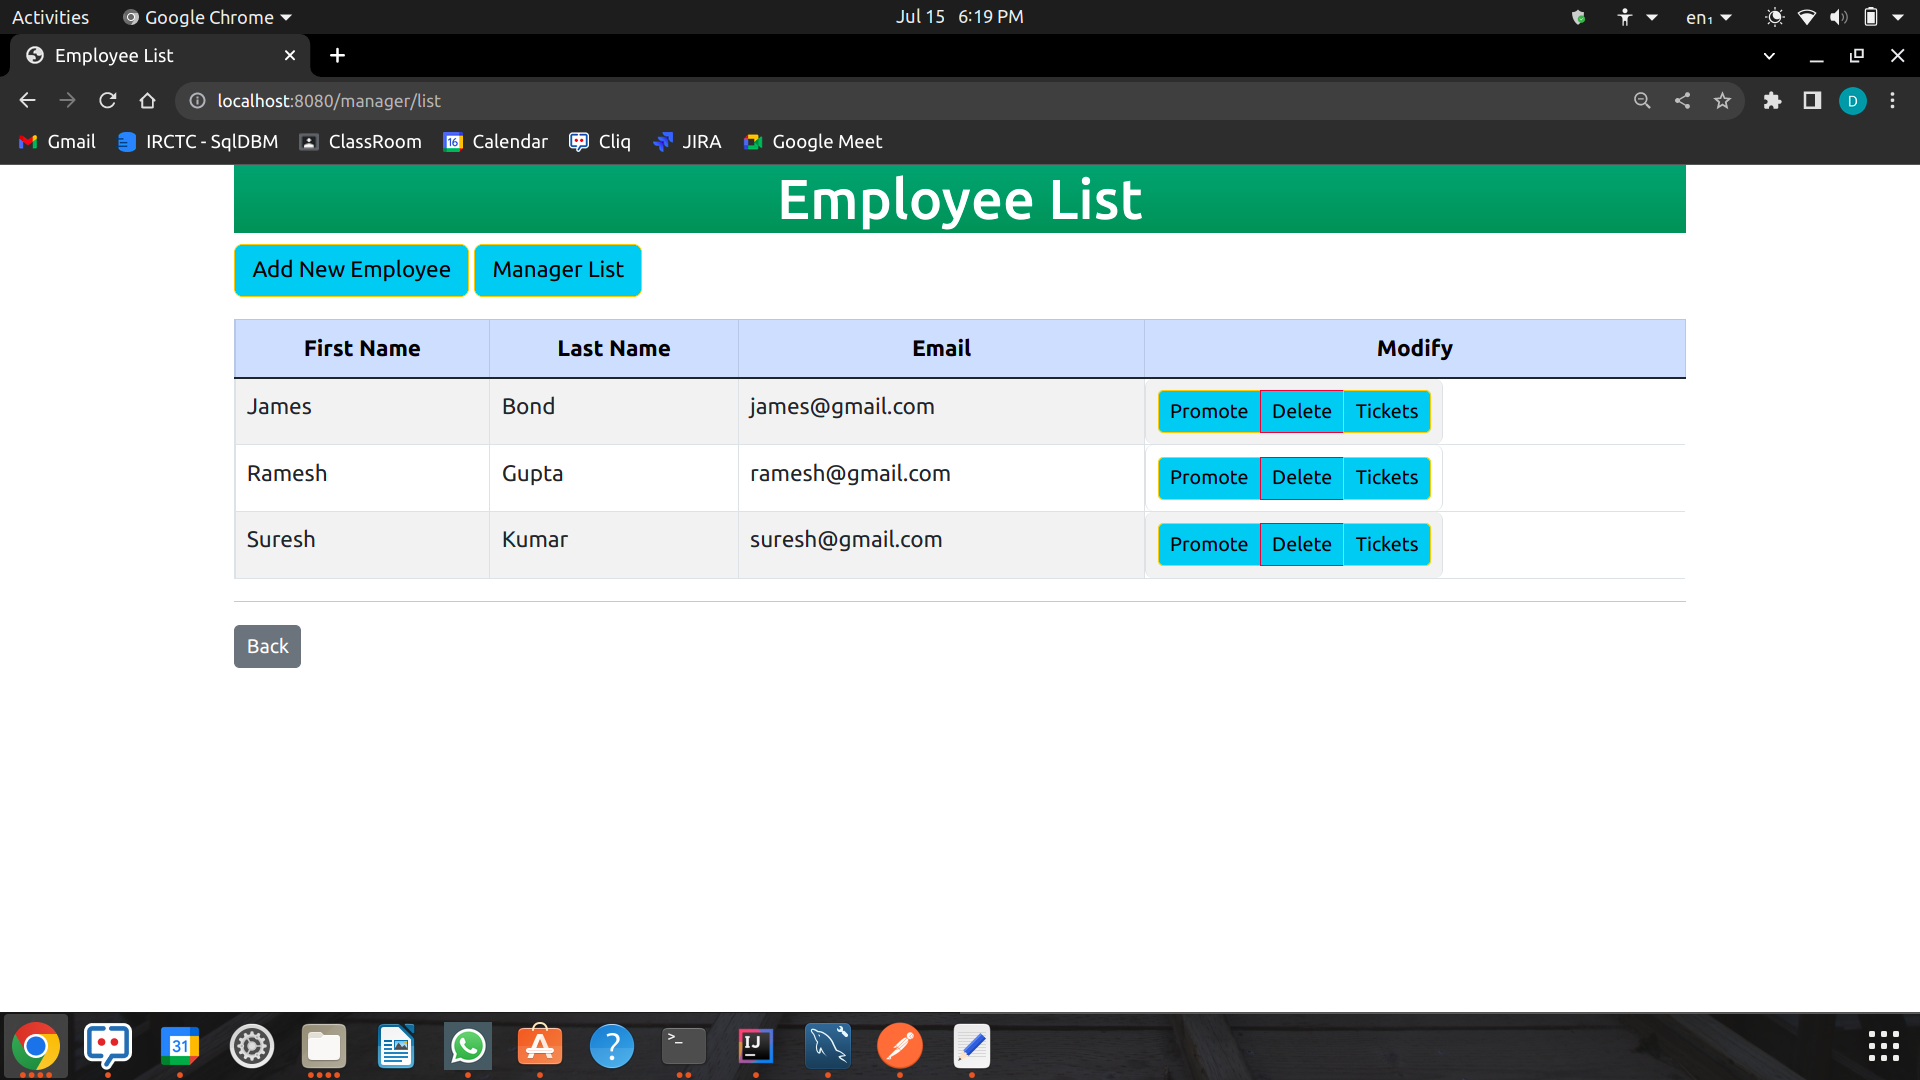 Activities Google Chrome Jul 15 6:19 PM en1
Employee List
localhost:8080/manager/list D
Gmail IRCTC - SqlDBM ClassRoom 16 Calendar Cliq JIRA Google Meet
Employee List
Add New Employee Manager List
First Name Last Name Email Modify
James Bond james@gmail.com Promote Delete Tickets
Ramesh Gupta ramesh@gmail.com Promote Delete Tickets
Suresh Kumar suresh@gmail.com Promote Delete Tickets
Back
31 ? >_ IJ